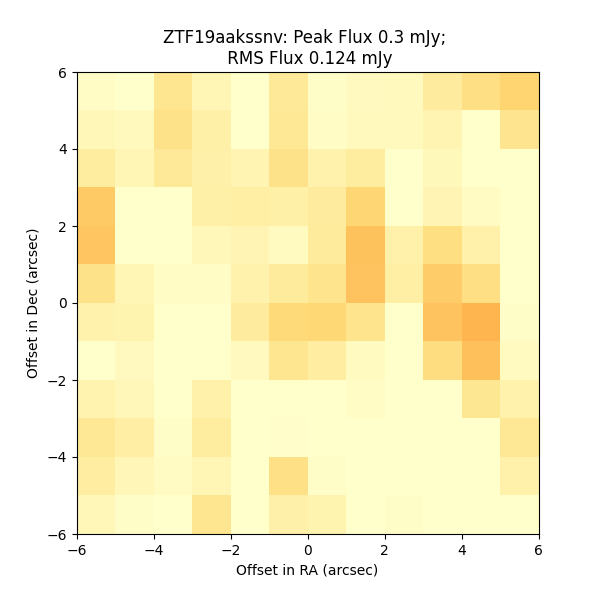 ZTF19aakssnv: Peak Flux 0.3 mJy;
RMS Flux 0.124 mJy
6
4
2
0
−2
−4
−6
Offset in Dec (arcsec)
−6 −4 −2 0 2 4 6
Offset in RA (arcsec)